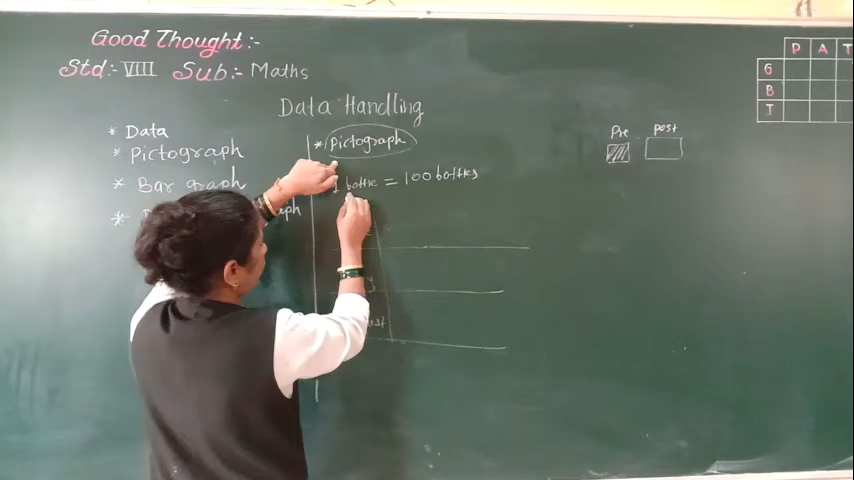 Good Thought :-
Std:- VIII Sub:- Maths
Data Handling
* Data
* Pictograph
* Bar graph
*
* Pictograph
1 bottle = 100 bottles
Pre post
P A T
G
B
T